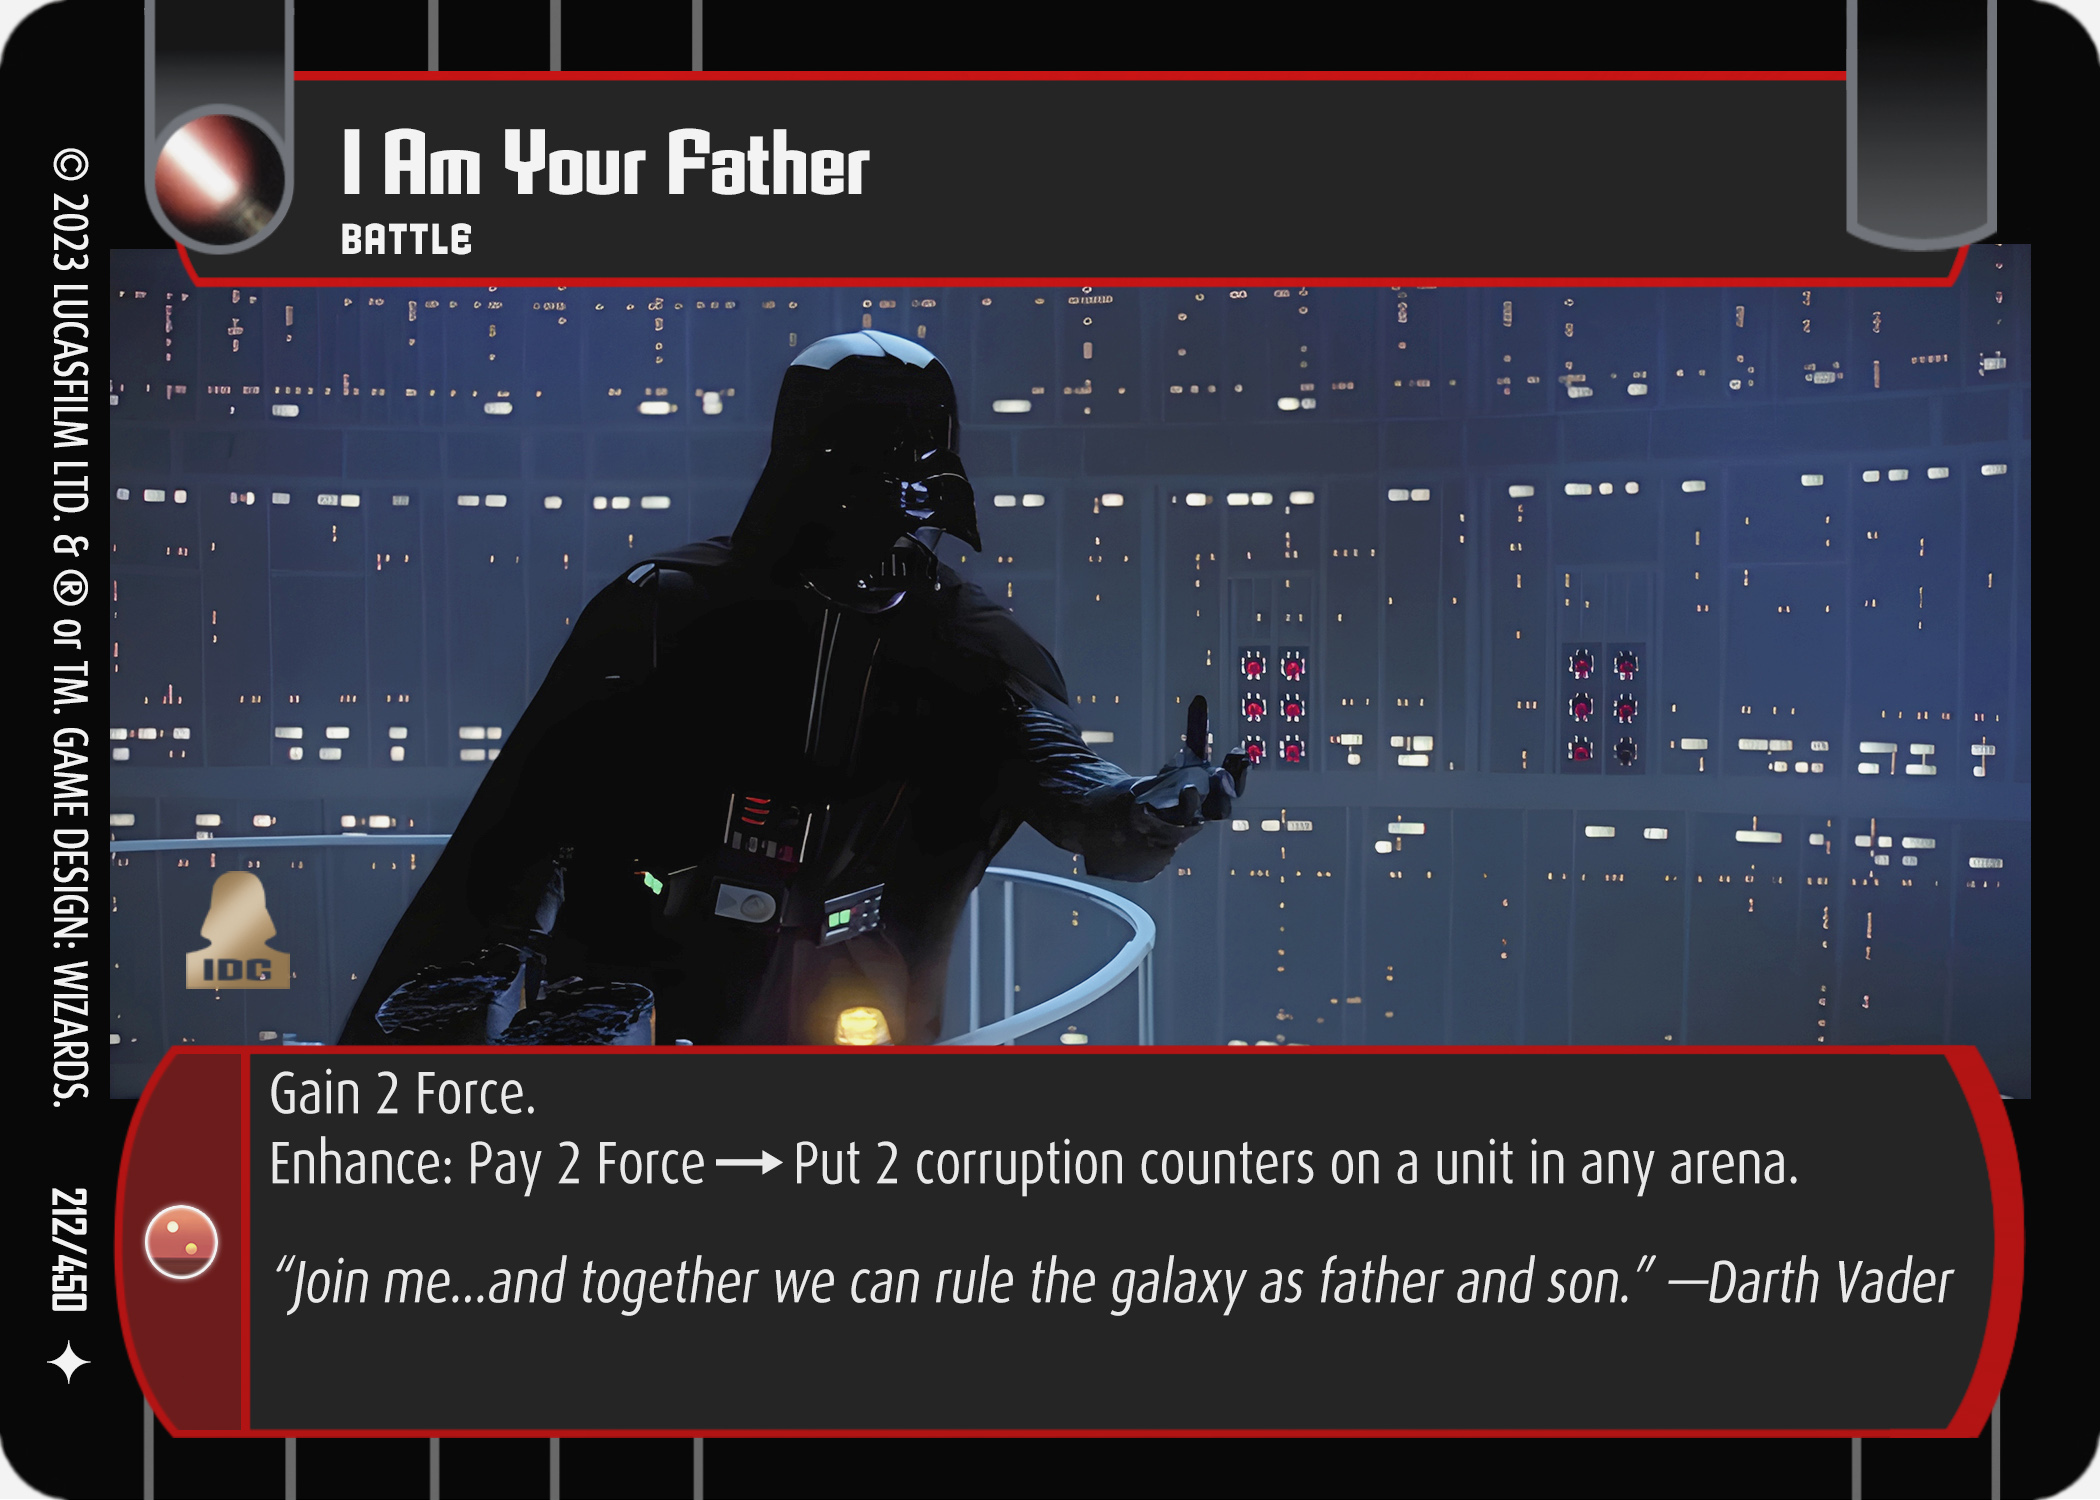 I Am Your Father
BATTLE
© 2023 LUCASFILM LTD. & ® or TM. GAME DESIGN: WIZARDS.
212/450
IDC
Gain 2 Force.
Enhance: Pay 2 Force → Put 2 corruption counters on a unit in any arena.
“Join me...and together we can rule the galaxy as father and son.” —Darth Vader